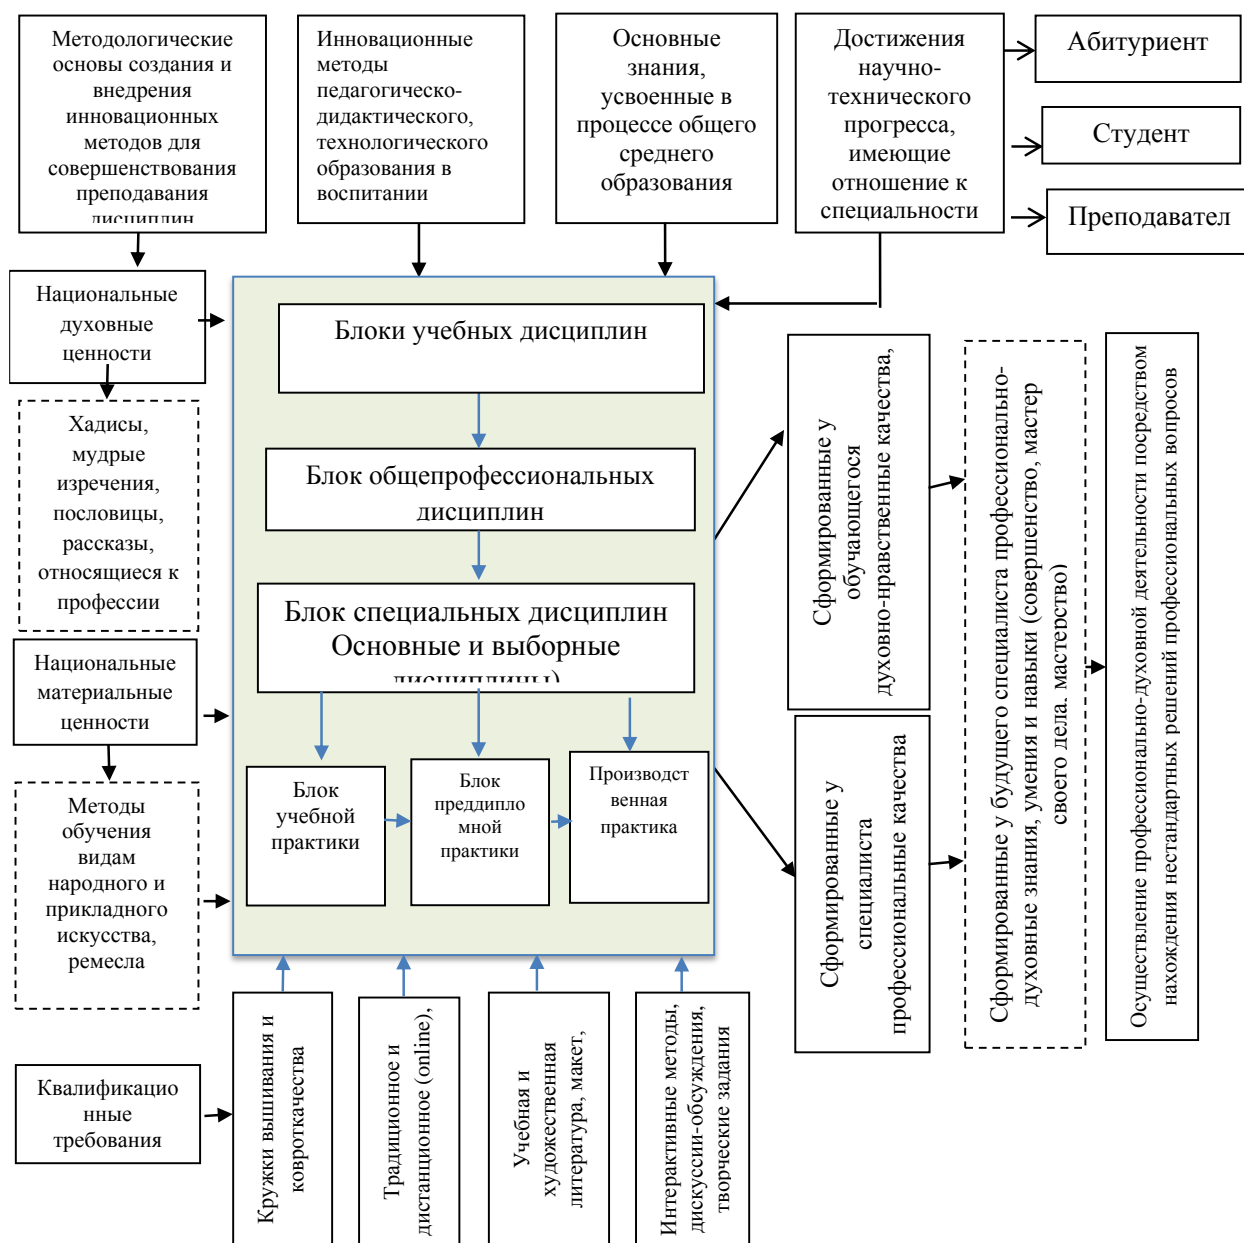 Методологические
основы создания и
внедрения
инновационных
методов для
совершенствования
преподавания
дисциплин
Инновационные
методы
педагогическо-
дидактического,
технологического
образования в
воспитании
Основные
знания,
усвоенные в
процессе общего
среднего
образования
Достижения
научно-
технического
прогресса,
имеющие
отношение к
специальности
Абитуриент
Студент
Преподавател
Национальные
духовные
ценности
Хадисы,
мудрые
изречения,
пословицы,
рассказы,
относящиеся к
профессии
Национальные
материальные
ценности
Методы
обучения
видам
народного и
прикладного
искусства,
ремесла
Квалификацио
нные
требования
Блоки учебных дисциплин
Блок общепрофессиональных
дисциплин
Блок специальных дисциплин
Основные и выборные
дисциплины)
Блок
учебной
практики
Блок
преддипло
мной
практики
Производст
венная
практика
Сформированные у
обучающегося
духовно-нравственные качества,
Сформированные у
специалиста
профессиональные качества
Сформированные у будущего специалиста профессионально-
духовные знания, умения и навыки (совершенство, мастер
своего дела. мастерство)
Осуществление профессионально-духовной деятельности посредством
нахождения нестандартных решений профессиональных вопросов
Кружки вышивания и
ковроткачества
Традиционное и
дистанционное (online),
Учебная и
художественная
литература, макет,
Интерактивные методы,
дискуссии-обсуждения,
творческие задания